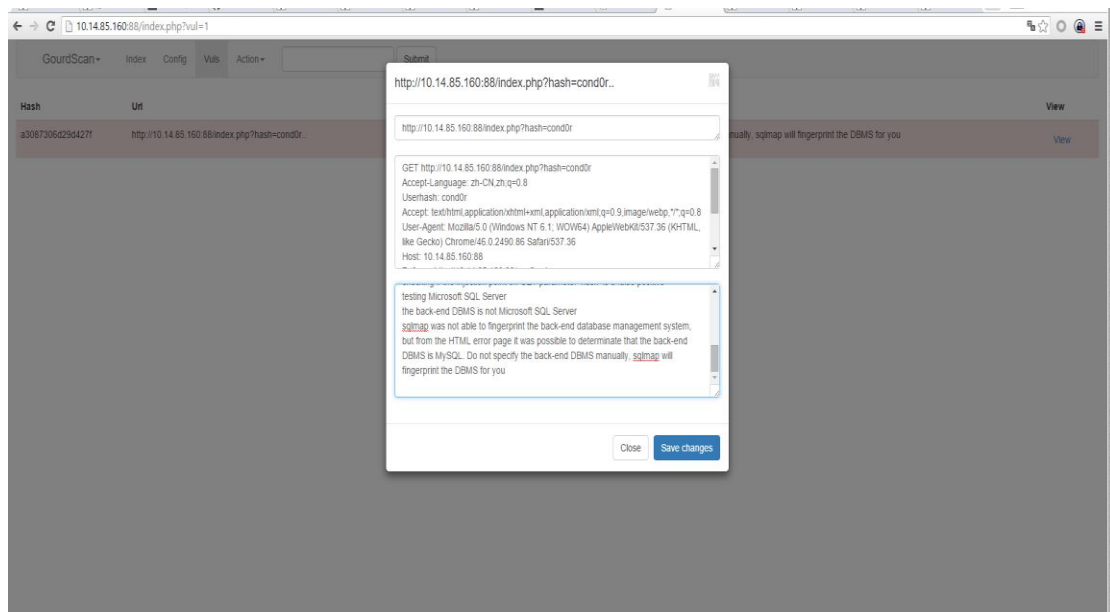 10.14.85.160:88/index.php?vul=1
GourdScan Index Config Vuls Action Submit
http://10.14.85.160:88/index.php?hash=cond0r..
Hash Url View
a3087306d29d427f http://10.14.85.160:88/index.php?hash=cond0r.. nually, sqlmap will fingerprint the DBMS for you View
http://10.14.85.160:88/index.php?hash=cond0r
GET http://10.14.85.160:88/index.php?hash=cond0r
Accept-Language: zh-CN,zh;q=0.8
Userhash: cond0r
Accept: text/html,application/xhtml+xml,application/xml;q=0.9,image/webp,*/*;q=0.8
User-Agent: Mozilla/5.0 (Windows NT 6.1; WOW64) AppleWebKit/537.36 (KHTML,
like Gecko) Chrome/46.0.2490.86 Safari/537.36
Host: 10.14.85.160:88
testing Microsoft SQL Server
the back-end DBMS is not Microsoft SQL Server
sqlmap was not able to fingerprint the back-end database management system,
but from the HTML error page it was possible to determinate that the back-end
DBMS is MySQL. Do not specify the back-end DBMS manually, sqlmap will
fingerprint the DBMS for you
Close Save changes